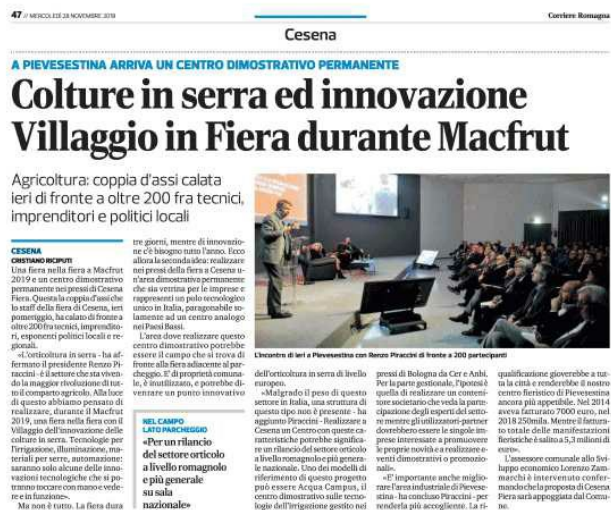 47 // MERCOLEDÌ 28 NOVEMBRE 2018
Corriere Romagna
Cesena
A PIEVESESTINA ARRIVA UN CENTRO DIMOSTRATIVO PERMANENTE
Colture in serra ed innovazione
Villaggio in Fiera durante Macfrut
Agricoltura: coppia d'assi calata
ieri di fronte a oltre 200 fra tecnici,
imprenditori e politici locali
CESENA
CRISTIANO RICIPUTI
Una fiera nella fiera a Macfrut
2019 e un centro dimostrativo
permanente nei pressi di Cesena
Fiera. Questa la coppia d'assi che
lo staff della fiera di Cesena, ieri
pomeriggio, ha calato di fronte a
oltre 200 fra tecnici, imprendito-
ri, esponenti politici locali e re-
gionali.
«L'orticoltura in serra - ha af-
fermato il presidente Renzo Pi-
raccini - è il settore che sta viven-
do la maggior rivoluzione di tut-
to il comparto agricolo. Alla luce
di questo abbiamo pensato di
realizzare, durante il Macfrut
2019, una fiera nella fiera con il
Villaggio dell'innovazione delle
colture in serra. Tecnologie per
l'irrigazione, illuminazione, ma-
teriali per serre, automazione:
saranno solo alcune delle inno-
vazioni tecnologiche che si po-
tranno toccare con mano e vede-
re e in funzione».
Ma non è tutto. La fiera dura
tre giorni, mentre di innovazio-
ne c'è bisogno tutto l'anno. Ecco
allora la seconda idea: realizzare
nei pressi della fiera a Cesena u-
n'area dimostrativa permanente
che sia vetrina per le imprese e
rappresenti un polo tecnologico
unico in Italia, paragonabile so-
lamente ad un centro analogo
nei Paesi Bassi.
L'area dove realizzare questo
centro dimostrativo potrebbe
essere il campo che si trova di
fronte alla fiera adiacente al par-
cheggio. E' di proprietà comuna-
le, è inutilizzato, e potrebbe di-
ventare un punto innovativo
NEL CAMPO
LATO PARCHEGGIO
«Per un rilancio
del settore orticolo
a livello romagnolo
e più generale
su sala
nazionale»
L'incontro di ieri a Pievesestina con Renzo Piraccini di fronte a 200 partecipanti
dell'orticoltura in serra di livello
europeo.
«Malgrado il peso di questo
settore in Italia, una struttura di
questo tipo non è presente - ha
aggiunto Piraccini - Realizzare a
Cesena un Centro con queste ca-
ratteristiche potrebbe significa-
re un rilancio del settore orticolo
a livello romagnolo e più genera-
le nazionale. Uno dei modelli di
riferimento di questo progetto
può essere Acqua Campus, il
centro dimostrativo sulle tecno-
logie dell'irrigazione gestito nei
pressi di Bologna da Cer e Anbi.
Per la parte gestionale, l'ipotesi è
quella di realizzare un contenito-
re societario che veda la parte-
cipazione degli esperti del setto-
re mentre gli utilizzatori-partner
dovrebbero essere le singole im-
prese interessate a promuovere
le proprie novità e a realizzare e-
venti dimostrativi o promozio-
nali».
«E' importante anche miglio-
rare l'area industriale di Pieveses-
tina - ha concluso Piraccini - per
renderla più accogliente. La ri-
qualificazione gioverebbe a tut-
ta la città e renderebbe il nostro
centro fieristico di Pievesestina
ancora più appetibile. Nel 2014
aveva fatturato 7000 euro, nel
2018 250mila. Mentre il fattura-
to totale delle manifestazioni
fieristiche è salito a 5,3 milioni di
euro».
L'assessore comunale allo Svi-
luppo economico Lorenzo Zam-
marchi è intervenuto confer-
mando che la proposta di Cesena
Fiera sarà appoggiata dal Comu-
ne.